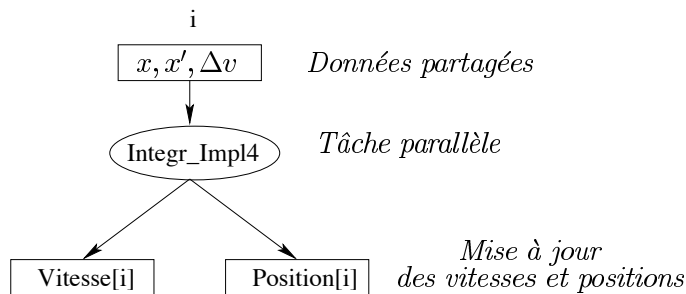 i
x, x′, Δv
Données partagées
Integr_Impl4
Tâche parallèle
Vitesse[i]
Position[i]
Mise à jour
des vitesses et positions